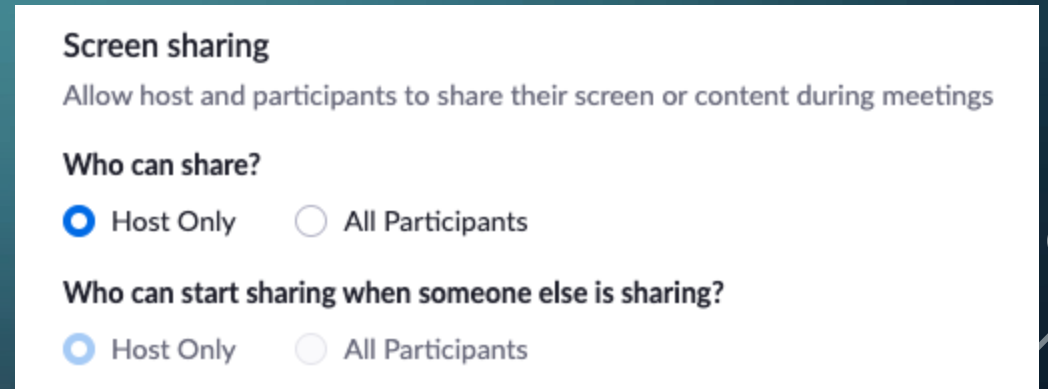 Screen sharing
Allow host and participants to share their screen or content during meetings
Who can share?
Host Only All Participants
Who can start sharing when someone else is sharing?
Host Only All Participants